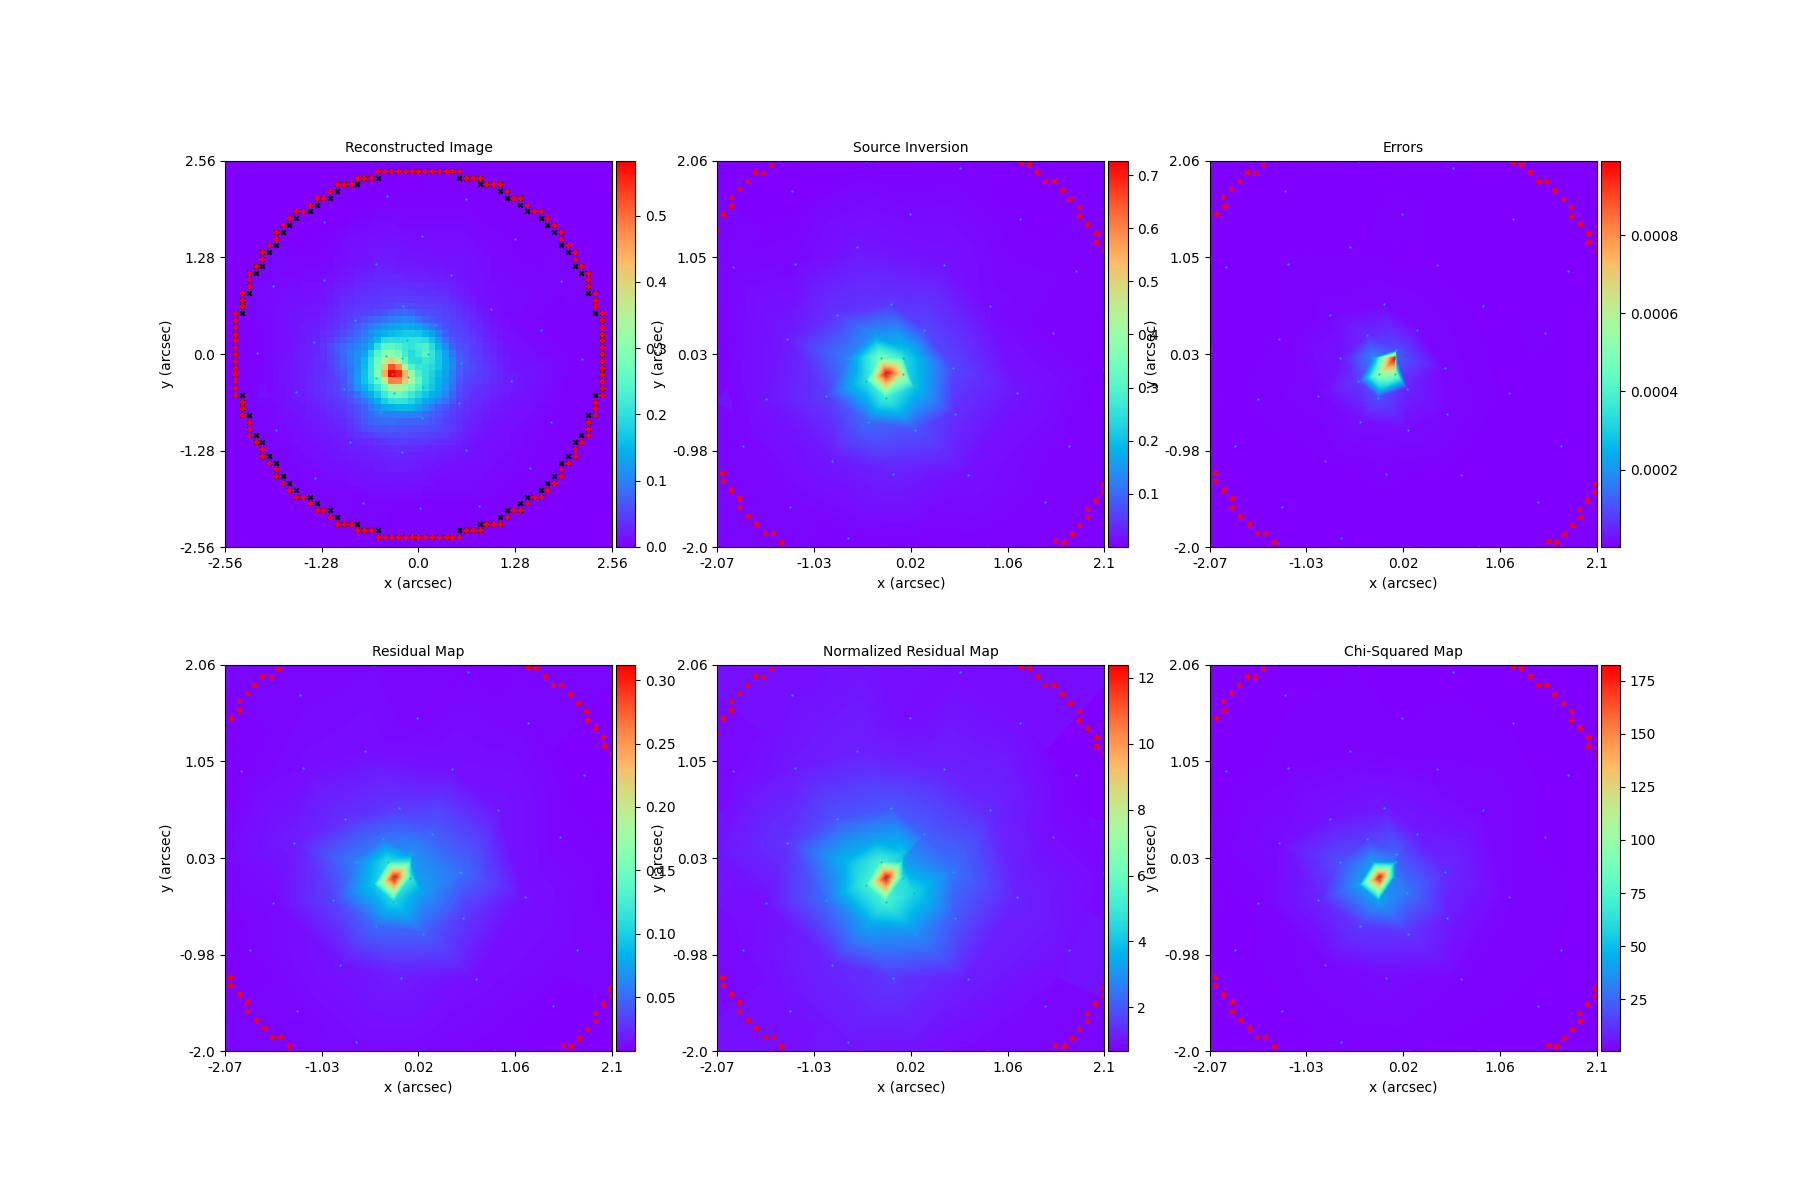 Reconstructed Image
2.56
1.28
0.0
-1.28
-2.56
-2.56 -1.28 0.0 1.28 2.56
y (arcsec)
x (arcsec)
0.5
0.4
0.3
0.2
0.1
0.0
Source Inversion
2.06
1.05
0.03
-0.98
-2.0
-2.07 -1.03 0.02 1.06 2.1
y (arcsec)
x (arcsec)
0.7
0.6
0.5
0.4
0.3
0.2
0.1
Errors
2.06
1.05
0.03
-0.98
-2.0
-2.07 -1.03 0.02 1.06 2.1
y (arcsec)
x (arcsec)
0.0008
0.0006
0.0004
0.0002
Residual Map
2.06
1.05
0.03
-0.98
-2.0
-2.07 -1.03 0.02 1.06 2.1
y (arcsec)
x (arcsec)
0.30
0.25
0.20
0.15
0.10
0.05
Normalized Residual Map
2.06
1.05
0.03
-0.98
-2.0
-2.07 -1.03 0.02 1.06 2.1
y (arcsec)
x (arcsec)
12
10
8
6
4
2
Chi-Squared Map
2.06
1.05
0.03
-0.98
-2.0
-2.07 -1.03 0.02 1.06 2.1
y (arcsec)
x (arcsec)
175
150
125
100
75
50
25